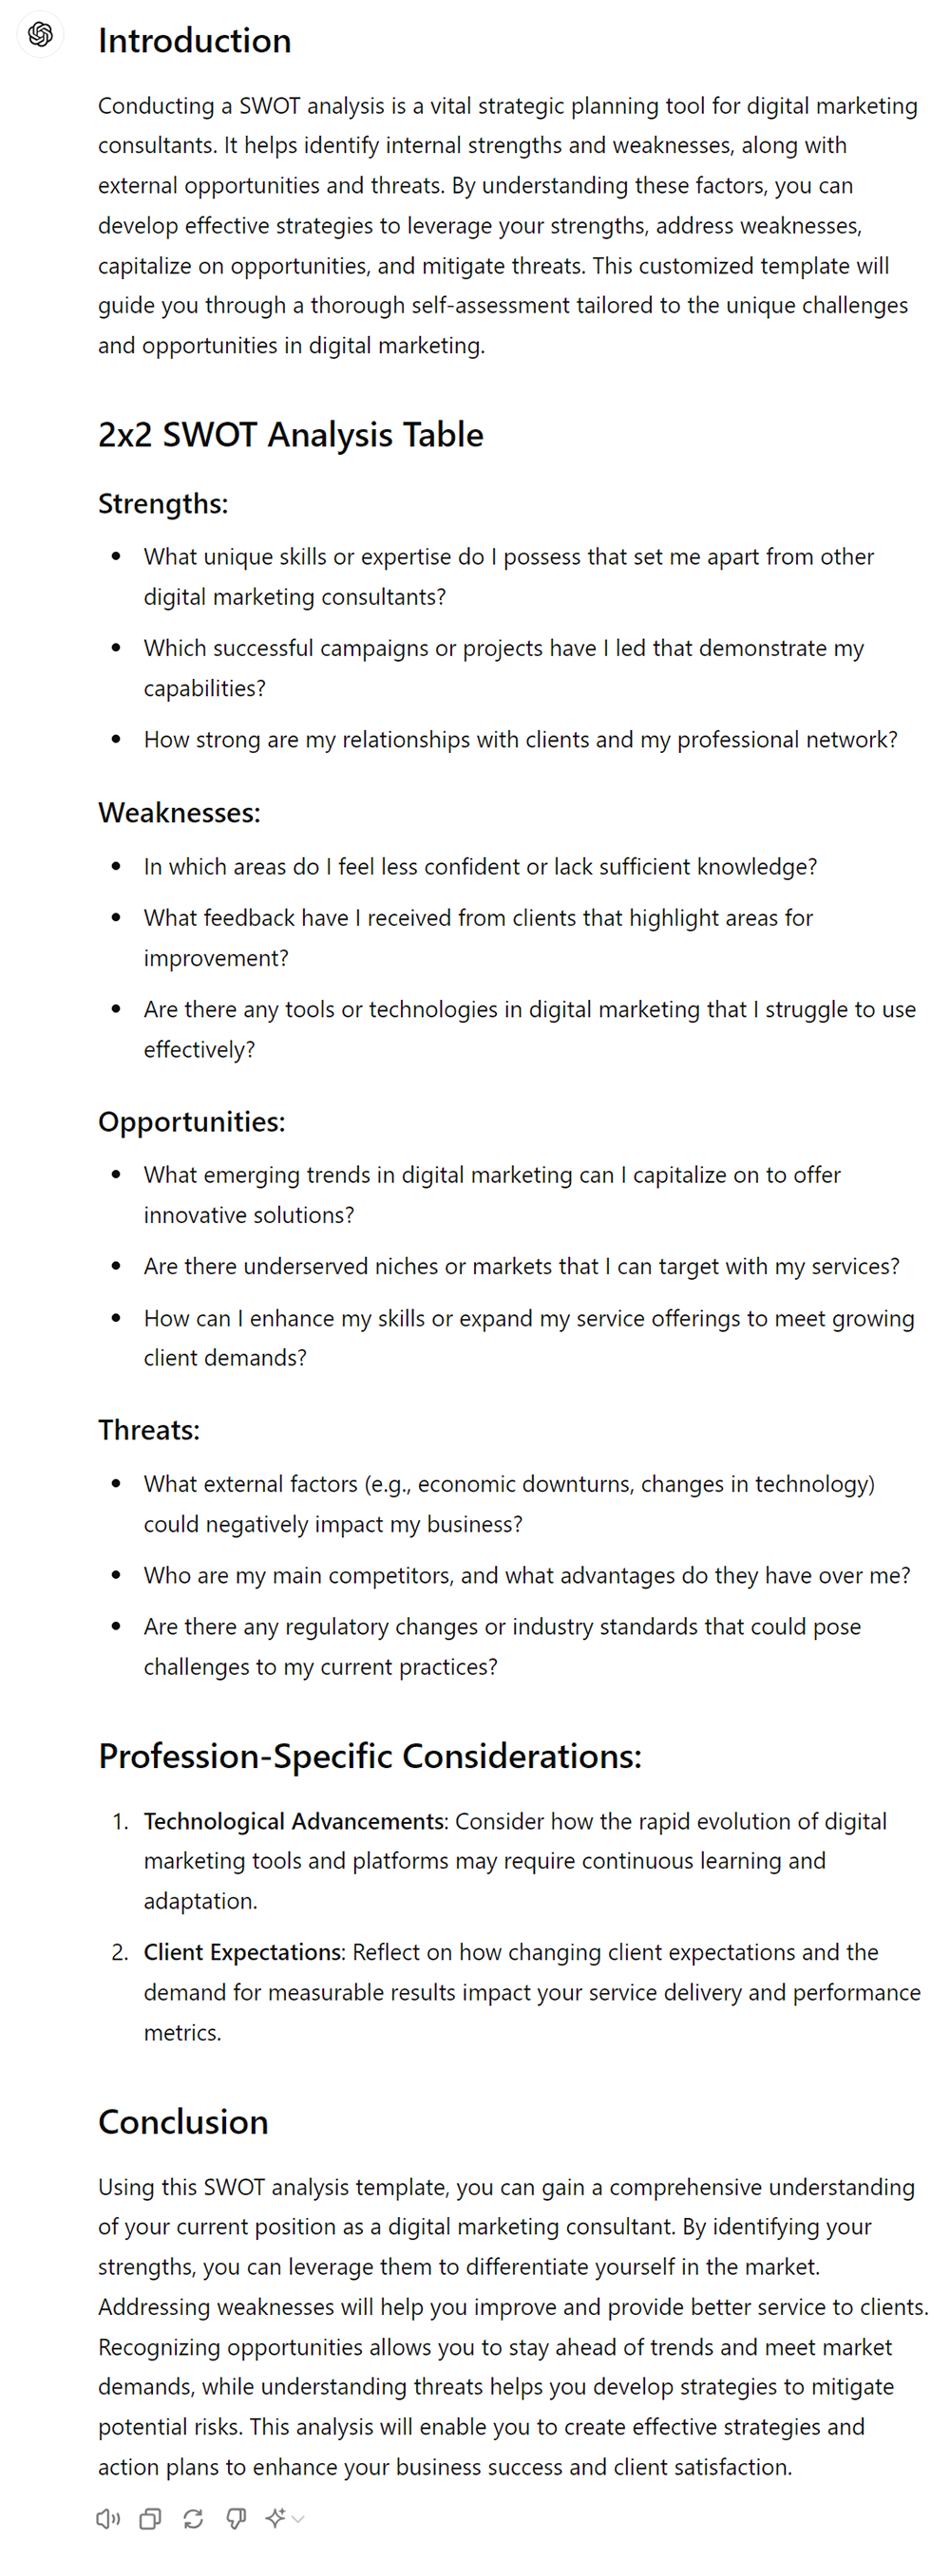 Introduction
Conducting a SWOT analysis is a vital strategic planning tool for digital marketing
consultants. It helps identify internal strengths and weaknesses, along with
external opportunities and threats. By understanding these factors, you can
develop effective strategies to leverage your strengths, address weaknesses,
capitalize on opportunities, and mitigate threats. This customized template will
guide you through a thorough self-assessment tailored to the unique challenges
and opportunities in digital marketing.
2x2 SWOT Analysis Table
Strengths:
• What unique skills or expertise do I possess that set me apart from other
digital marketing consultants?
• Which successful campaigns or projects have I led that demonstrate my
capabilities?
• How strong are my relationships with clients and my professional network?
Weaknesses:
• In which areas do I feel less confident or lack sufficient knowledge?
• What feedback have I received from clients that highlight areas for
improvement?
• Are there any tools or technologies in digital marketing that I struggle to use
effectively?
Opportunities:
• What emerging trends in digital marketing can I capitalize on to offer
innovative solutions?
• Are there underserved niches or markets that I can target with my services?
• How can I enhance my skills or expand my service offerings to meet growing
client demands?
Threats:
• What external factors (e.g., economic downturns, changes in technology)
could negatively impact my business?
• Who are my main competitors, and what advantages do they have over me?
• Are there any regulatory changes or industry standards that could pose
challenges to my current practices?
Profession-Specific Considerations:
1. Technological Advancements: Consider how the rapid evolution of digital
marketing tools and platforms may require continuous learning and
adaptation.
2. Client Expectations: Reflect on how changing client expectations and the
demand for measurable results impact your service delivery and performance
metrics.
Conclusion
Using this SWOT analysis template, you can gain a comprehensive understanding
of your current position as a digital marketing consultant. By identifying your
strengths, you can leverage them to differentiate yourself in the market.
Addressing weaknesses will help you improve and provide better service to clients.
Recognizing opportunities allows you to stay ahead of trends and meet market
demands, while understanding threats helps you develop strategies to mitigate
potential risks. This analysis will enable you to create effective strategies and
action plans to enhance your business success and client satisfaction.